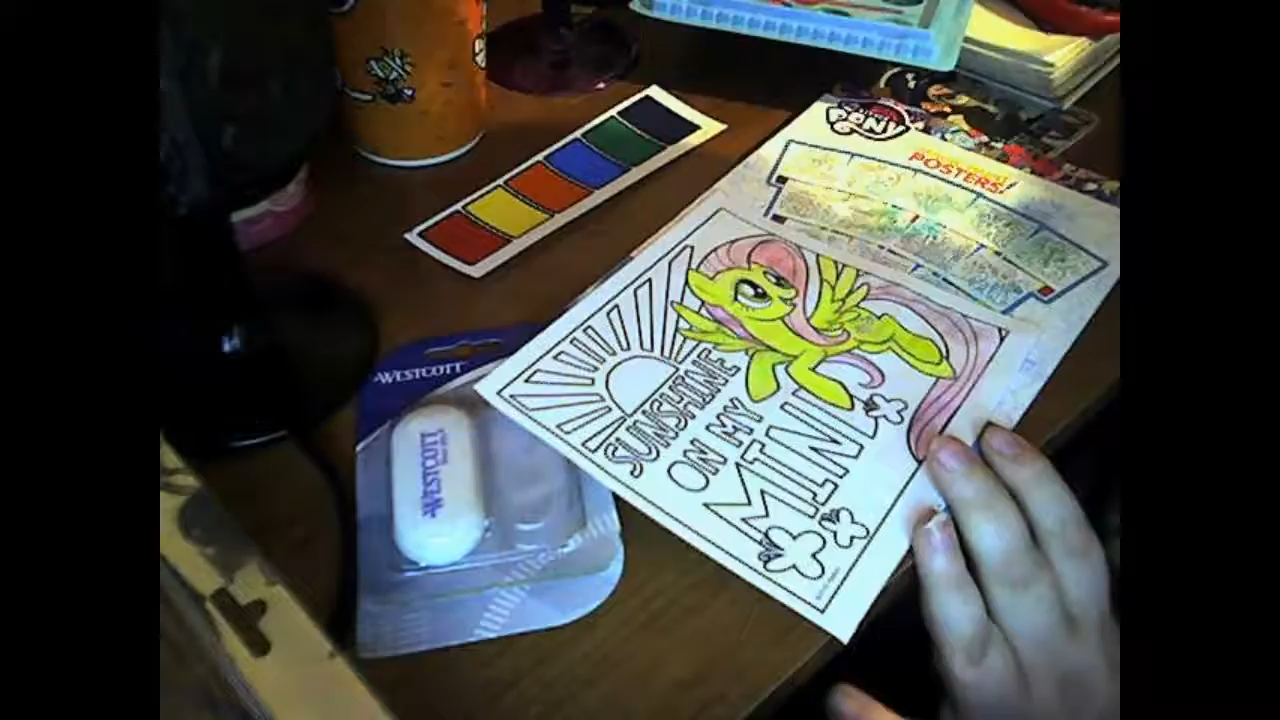 PONY
POSTERS
WESTCOTT
WESTCOTT
SUNSHINE
ON MY
MIND